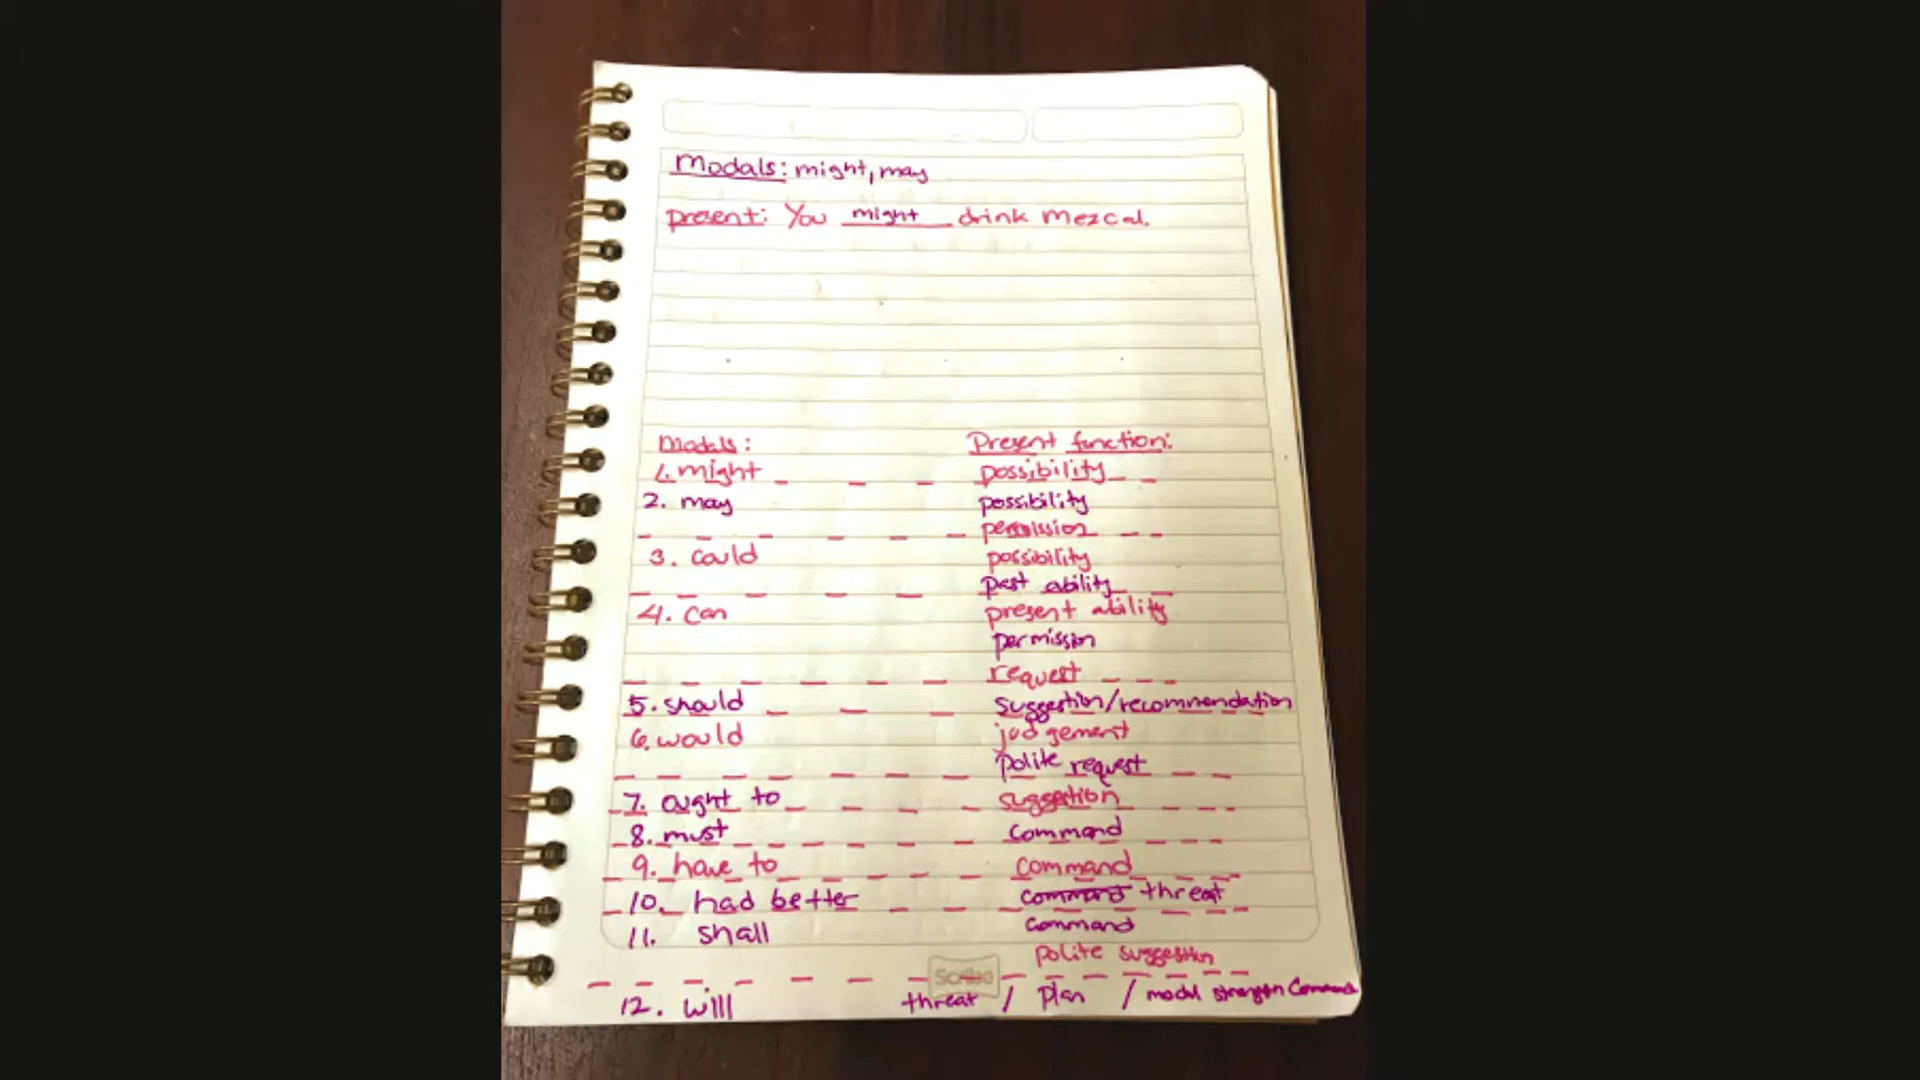 Modals: might, may
present: You might drink mezcal.
Modals: Present function:
1. might possibility
2. may possibility
permission
3. could possibility
past ability
4. can present ability
permission
request
5. should suggestion/recommendation
6. would judgement
polite request
7. ought to suggestion
8. must command
9. have to command
10. had better command threat
11. shall command
polite suggestion
Scribe
12. will threat / plan / modal strength Command